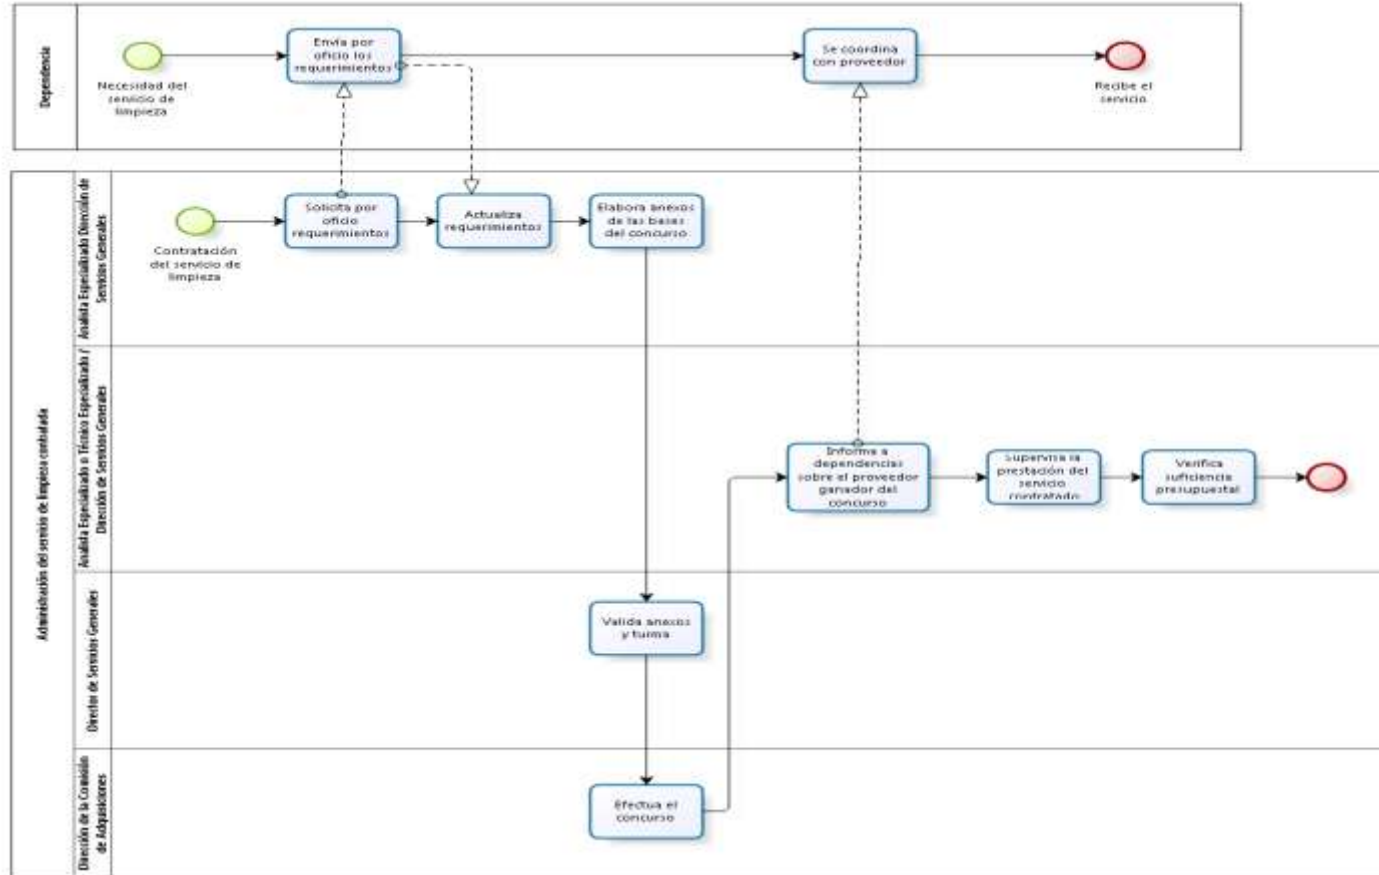 Dependencia
Necesidad del
servicio de
limpieza
Envía por
oficio los
requerimientos
Se coordina
con proveedor
Recibe el
servicio
Administración del servicio de limpieza contratada
Analista Especializado Dirección de
Servicios Generales
Contratación
del servicio de
limpieza
Solicita por
oficio
requerimientos
Actualiza
requerimientos
Elabora anexos
de las bases
del concurso
Analista Especializado o Técnico Especializado /
Dirección de Servicios Generales
Informa a
dependencias
sobre el proveedor
ganador del
concurso
Supervisa la
prestación del
servicio
contratado
Verifica
suficiencia
presupuestal
Director de Servicios Generales
Valida anexos
y turna
Dirección de la Comisión
de Adquisiciones
Efectua el
concurso